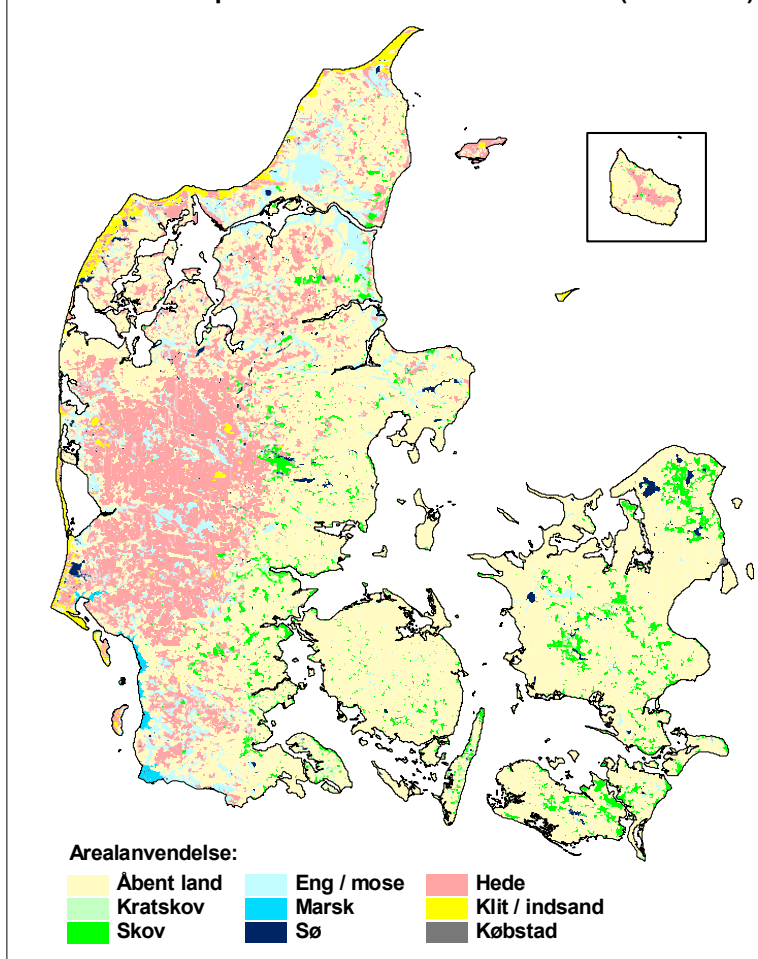 Arealanvendelse:
Åbent land Eng / mose Hede
Kratskov Marsk Klit / indsand
Skov Sø Købstad